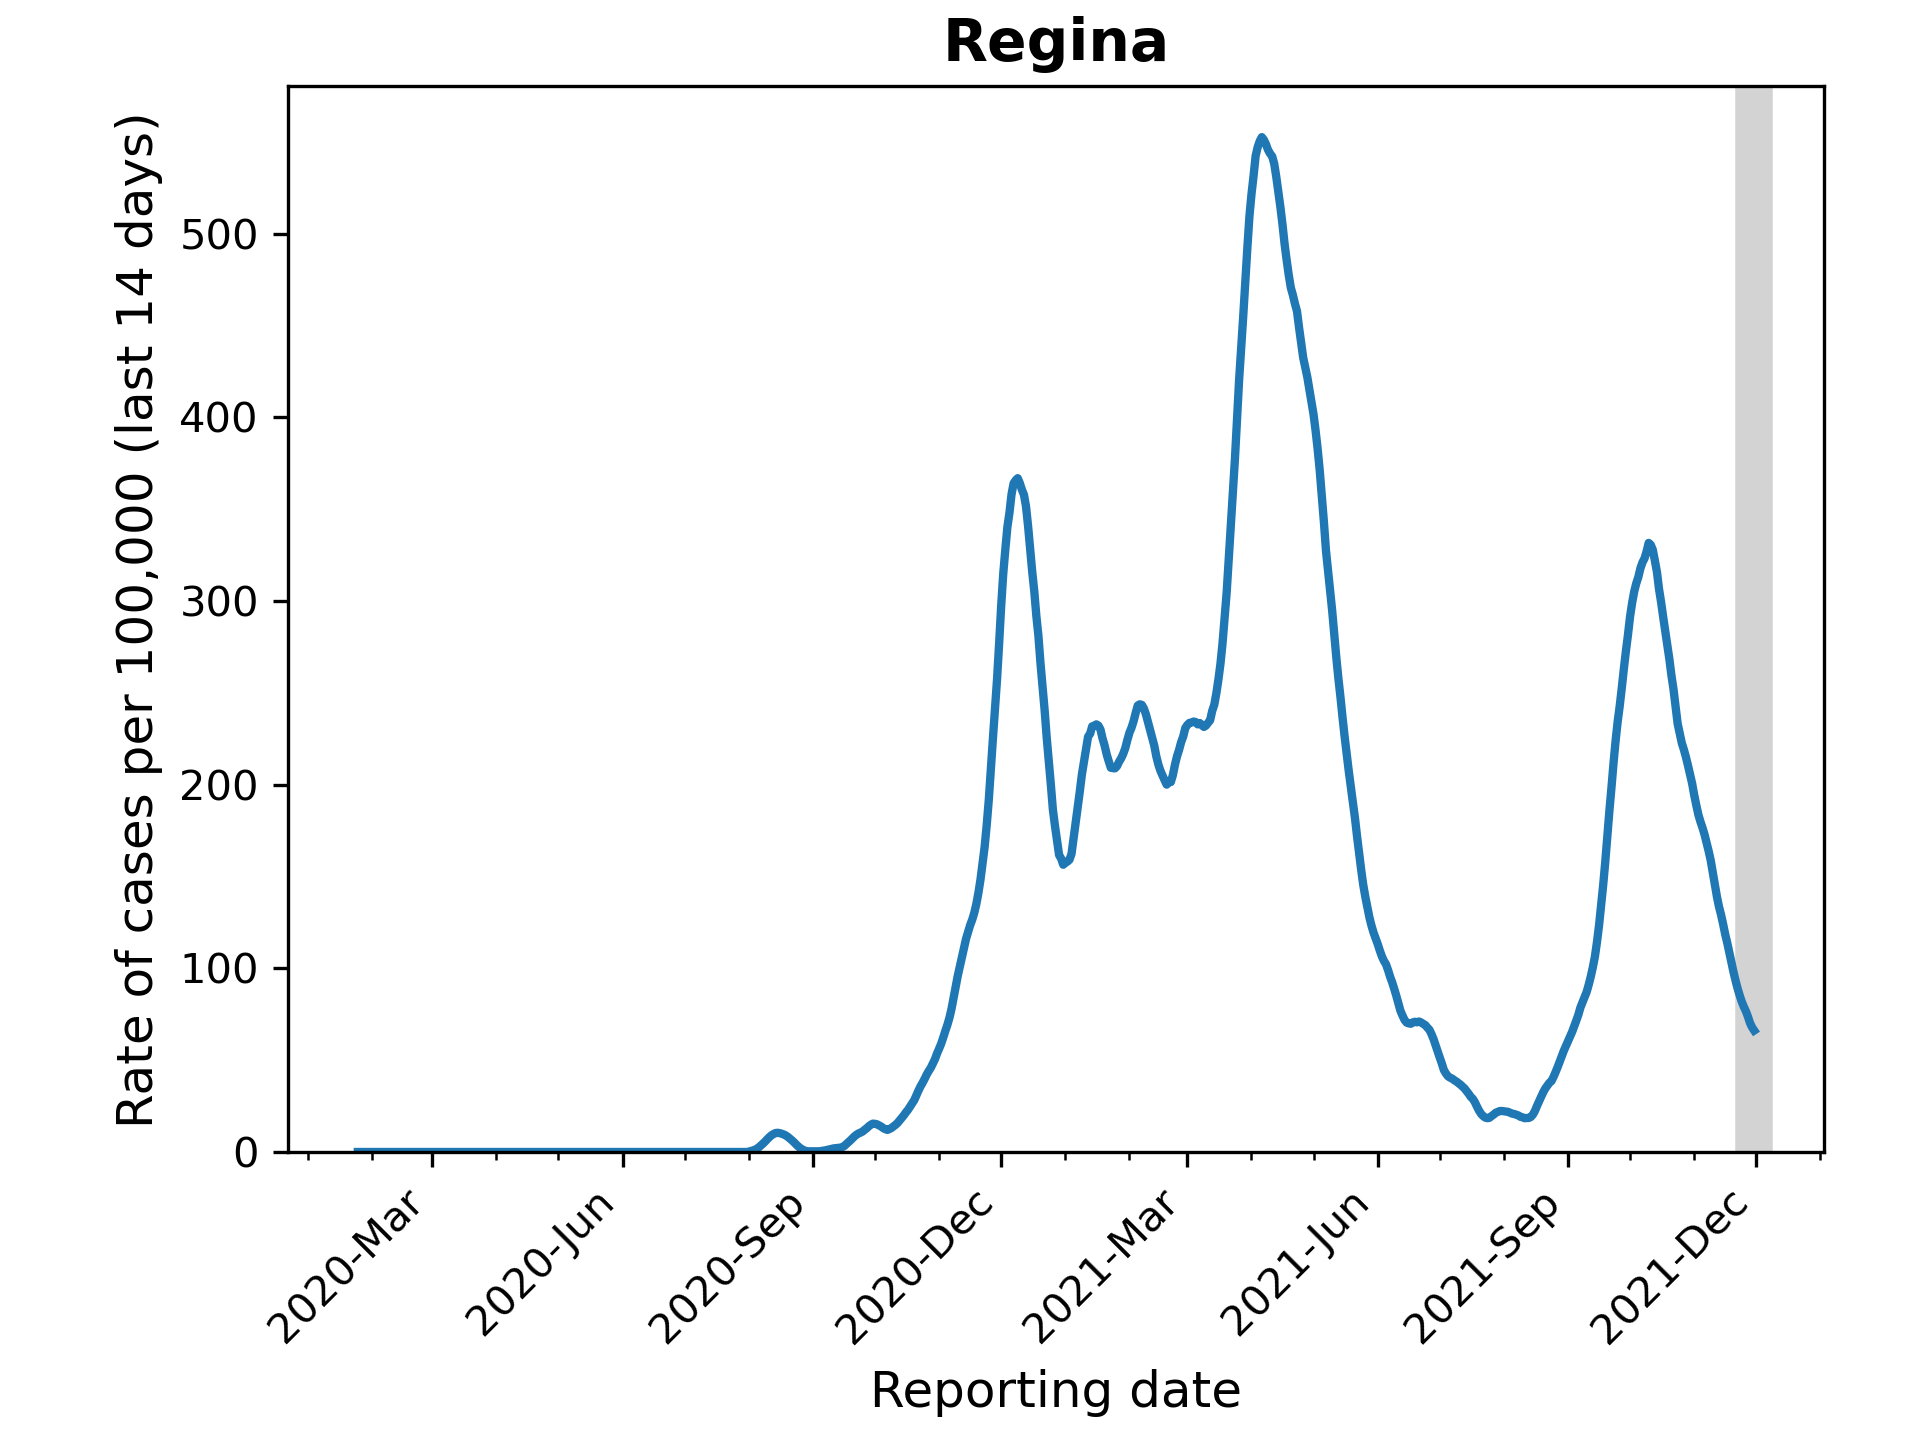 Regina
Rate of cases per 100,000 (last 14 days)
500
400
300
200
100
0
2020-Mar
2020-Jun
2020-Sep
2020-Dec
2021-Mar
2021-Jun
2021-Sep
2021-Dec
Reporting date